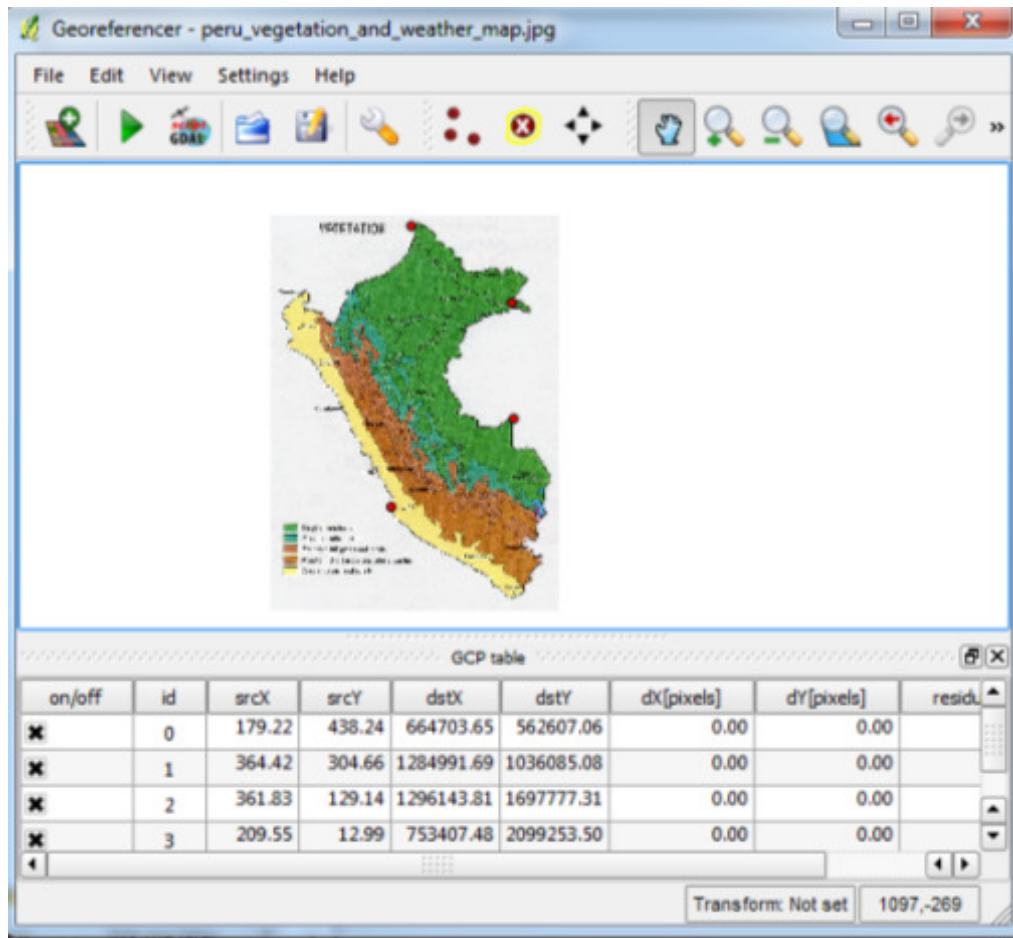 Georeferencer - peru_vegetation_and_weather_map.jpg
File Edit View Settings Help
GDAL
VEGETATION
GCP table
on/off id srcX srcY dstX dstY dX[pixels] dY[pixels] residu
0 179.22 438.24 664703.65 562607.06 0.00 0.00
1 364.42 304.66 1284991.69 1036085.08 0.00 0.00
2 361.83 129.14 1296143.81 1697777.31 0.00 0.00
3 209.55 12.99 753407.48 2099253.50 0.00 0.00
Transform: Not set 1097,-269